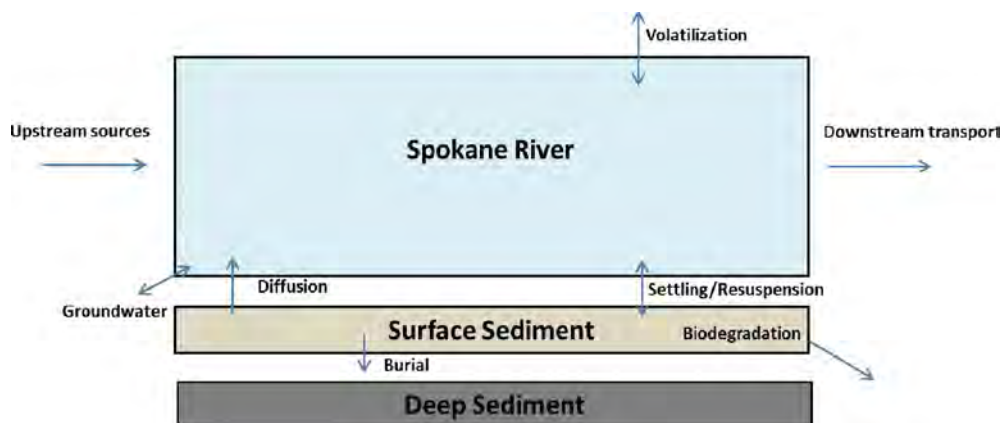 Volatilization
Upstream sources
Spokane River
Downstream transport
Diffusion
Settling/Resuspension
Groundwater
Surface Sediment
Biodegradation
Burial
Deep Sediment